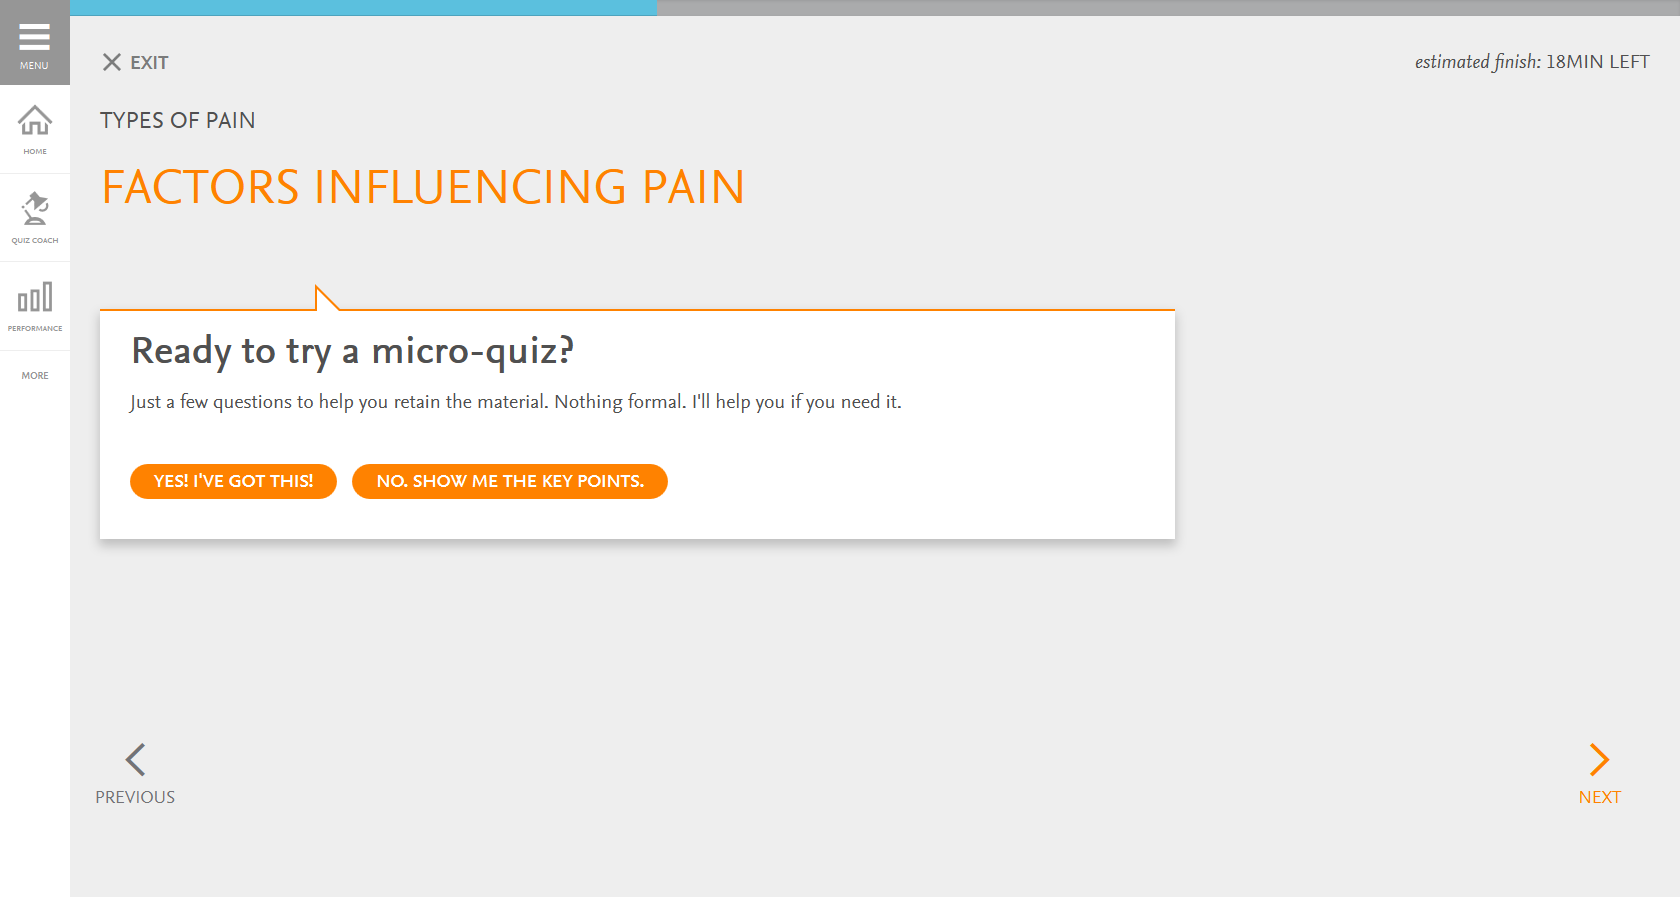 MENU
HOME
QUIZ COACH
PERFORMANCE
MORE
EXIT
estimated finish: 18MIN LEFT
TYPES OF PAIN
FACTORS INFLUENCING PAIN
Ready to try a micro-quiz?
Just a few questions to help you retain the material. Nothing formal. I'll help you if you need it.
YES! I'VE GOT THIS!
NO. SHOW ME THE KEY POINTS.
PREVIOUS
NEXT